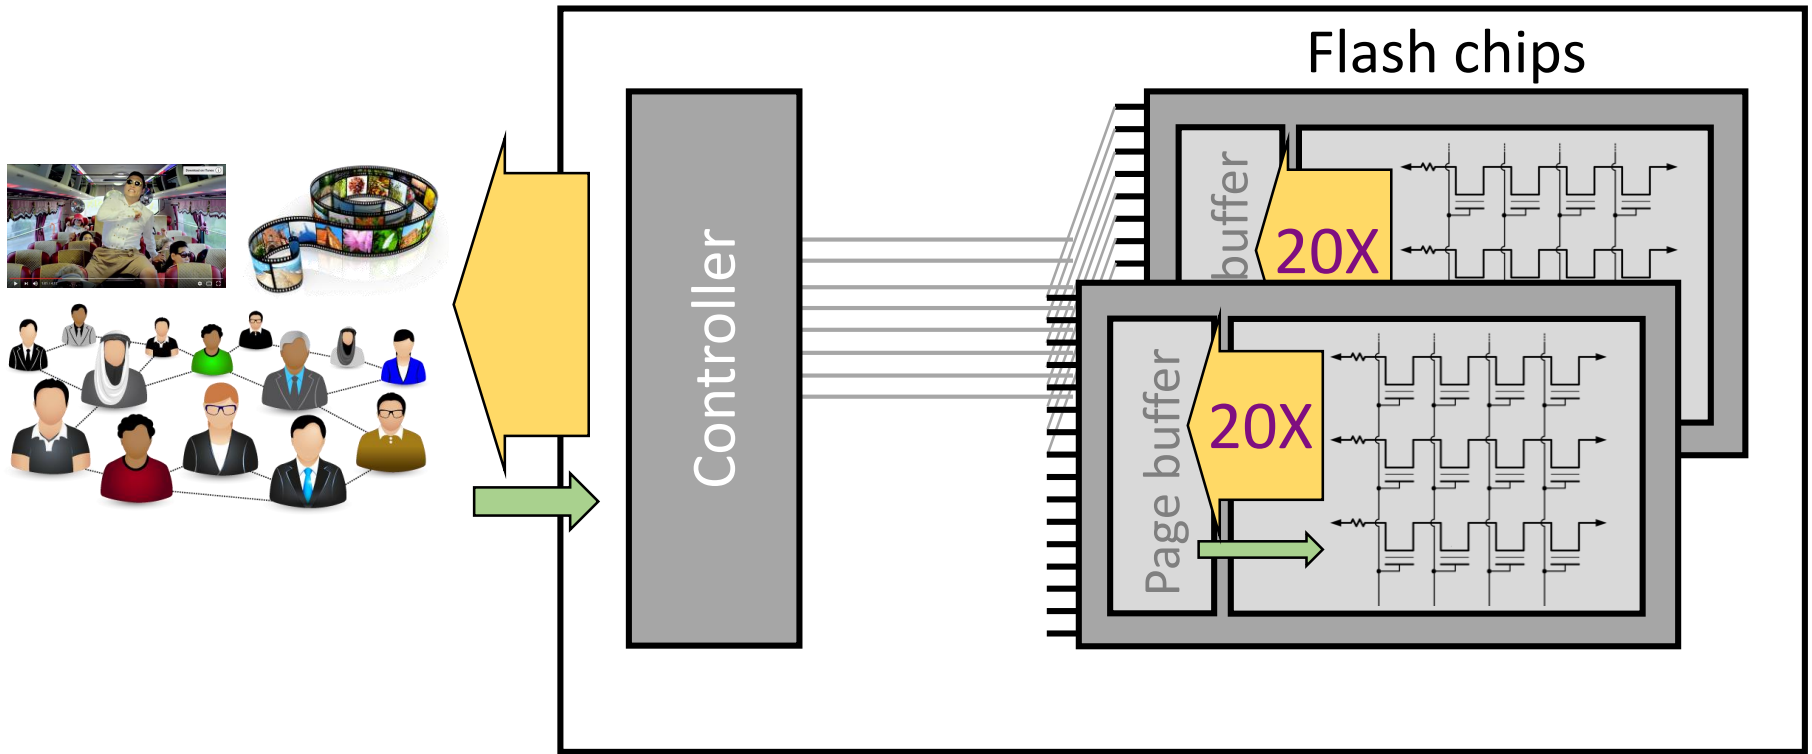 Flash chips
Controller
buffer
20X
Page buffer
20X